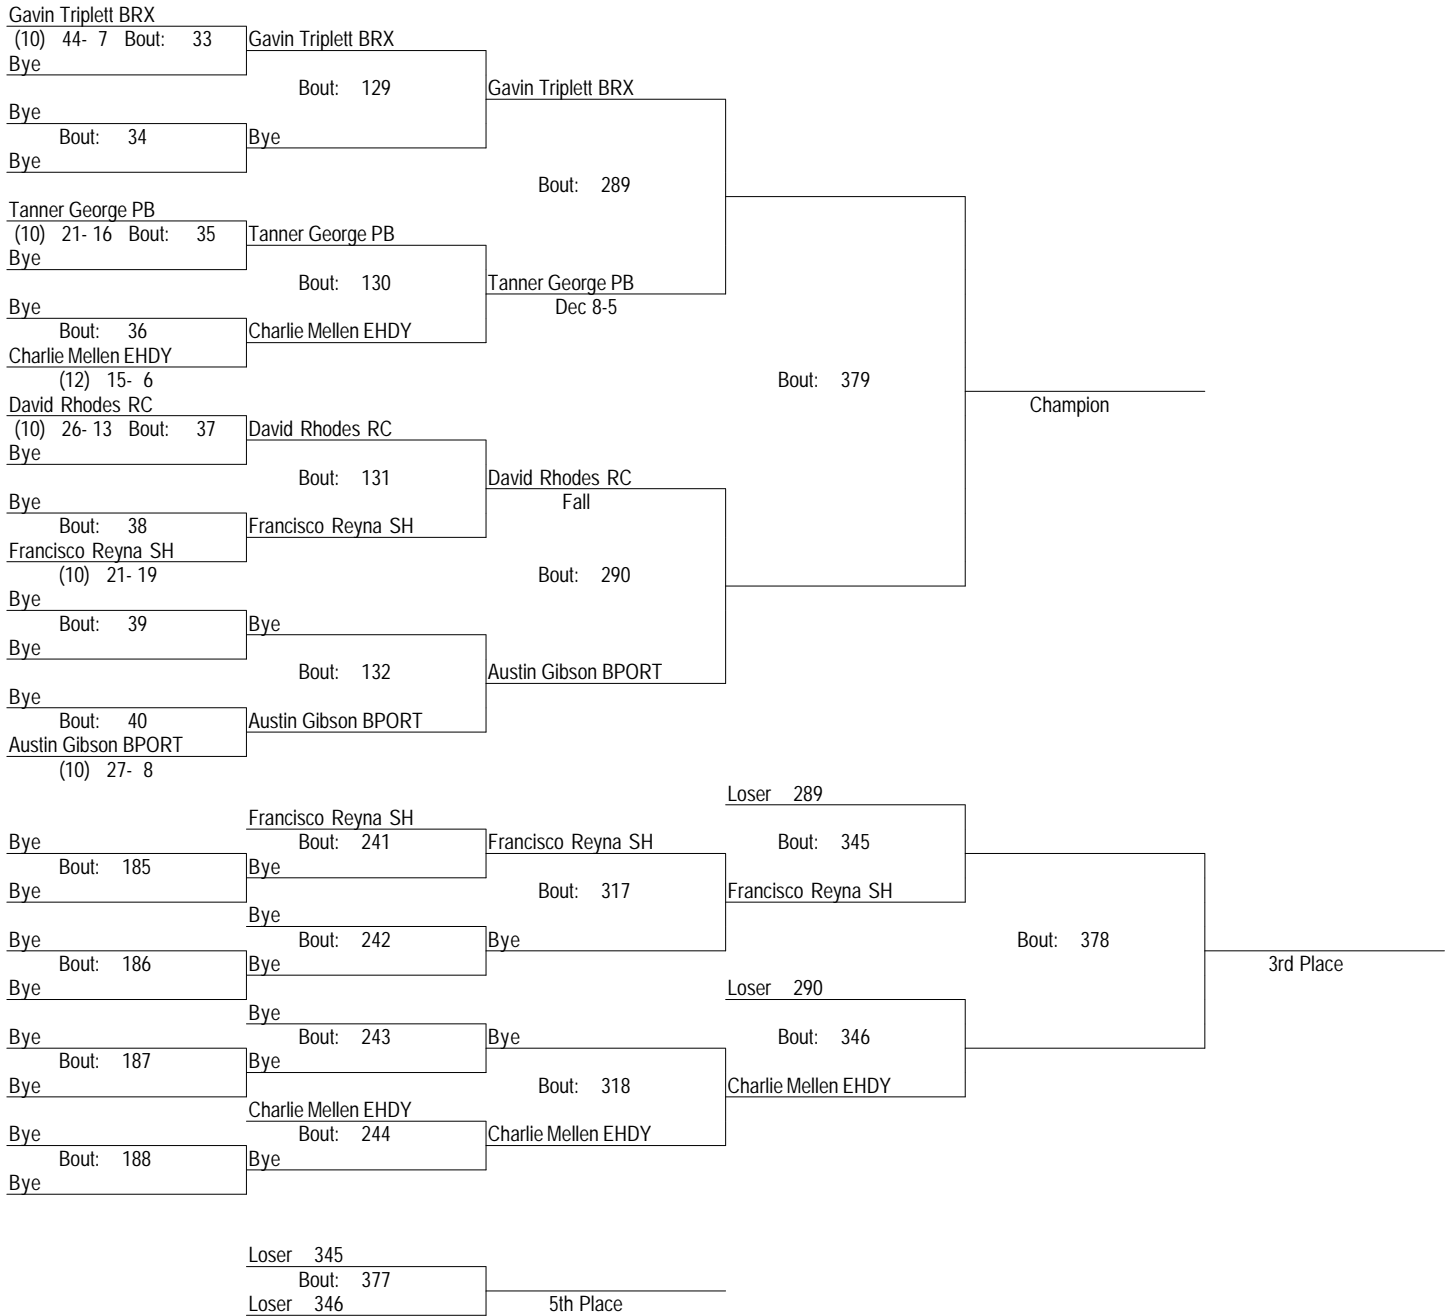 Gavin Triplett BRX
(10) 44- 7 Bout: 33 Gavin Triplett BRX
Bye
Bout: 129 Gavin Triplett BRX
Bye
Bout: 34 Bye
Bye
Bout: 289
Tanner George PB
(10) 21- 16 Bout: 35 Tanner George PB
Bye
Bout: 130 Tanner George PB
Bye Dec 8-5
Bout: 36 Charlie Mellen EHDY
Charlie Mellen EHDY
(12) 15- 6 Bout: 379
David Rhodes RC Champion
(10) 26- 13 Bout: 37 David Rhodes RC
Bye
Bout: 131 David Rhodes RC
Bye Fall
Bout: 38 Francisco Reyna SH
Francisco Reyna SH
(10) 21- 19 Bout: 290
Bye
Bout: 39 Bye
Bye
Bout: 132 Austin Gibson BPORT
Bye
Bout: 40 Austin Gibson BPORT
Austin Gibson BPORT
(10) 27- 8
Loser 289
Francisco Reyna SH
Bye Bout: 241 Francisco Reyna SH Bout: 345
Bout: 185 Bye
Bye Bout: 317 Francisco Reyna SH
Bye
Bye Bout: 242 Bye Bout: 378
Bout: 186 Bye 3rd Place
Bye Loser 290
Bye
Bye Bout: 243 Bye Bout: 346
Bout: 187 Bye
Bye Bout: 318 Charlie Mellen EHDY
Charlie Mellen EHDY
Bye Bout: 244 Charlie Mellen EHDY
Bout: 188 Bye
Bye
Loser 345
Bout: 377
Loser 346 5th Place